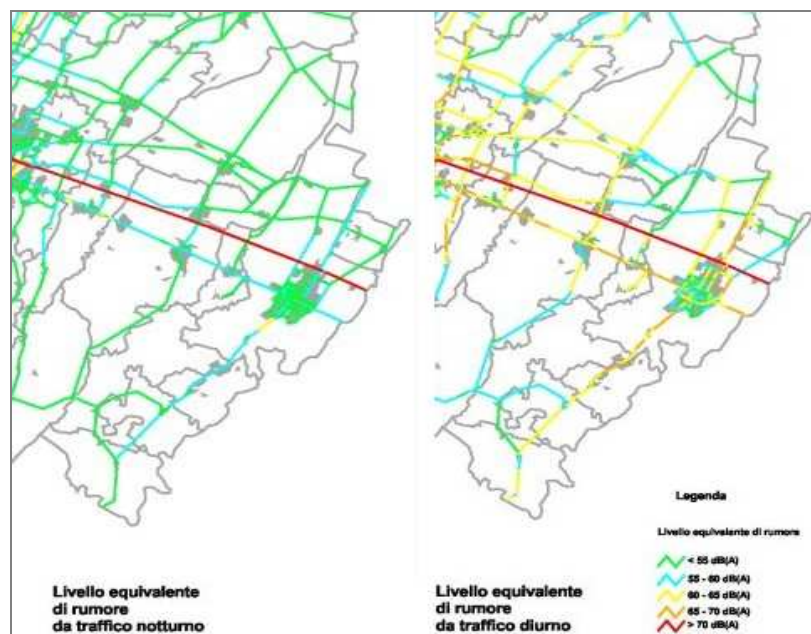 Livello equivalente
di rumore
da traffico notturno
Livello equivalente
di rumore
da traffico diurno
Legenda
Livello equivalente di rumore
< 55 dB(A)
55 - 60 dB(A)
60 - 65 dB(A)
65 - 70 dB(A)
> 70 dB(A)